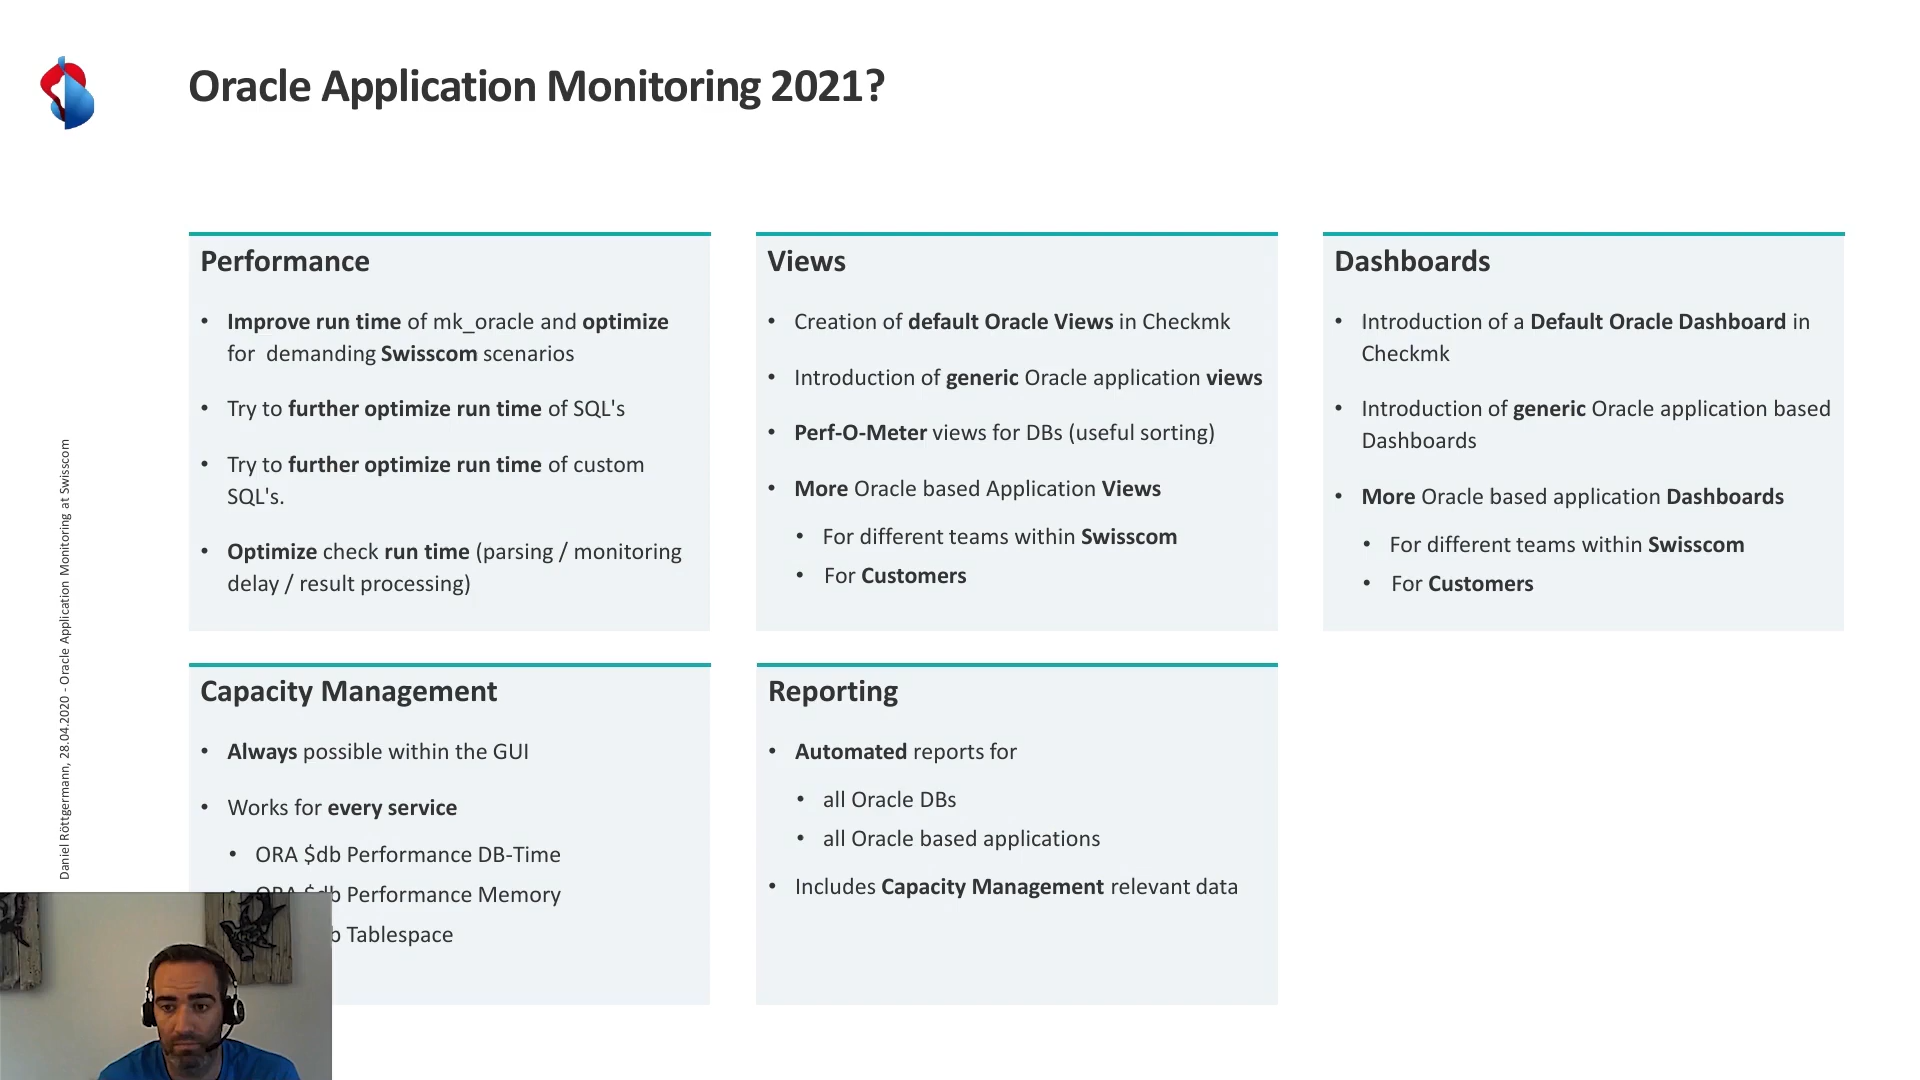 Oracle Application Monitoring 2021?
Performance
• Improve run time of mk_oracle and optimize
for  demanding Swisscom scenarios
• Try to further optimize run time of SQL's
• Try to further optimize run time of custom
SQL's.
• Optimize check run time (parsing / monitoring
delay / result processing)
Views
• Creation of default Oracle Views in Checkmk
• Introduction of generic Oracle application views
• Perf-O-Meter views for DBs (useful sorting)
• More Oracle based Application Views
• For different teams within Swisscom
• For Customers
Dashboards
• Introduction of a Default Oracle Dashboard in
Checkmk
• Introduction of generic Oracle application based
Dashboards
• More Oracle based application Dashboards
• For different teams within Swisscom
• For Customers
Capacity Management
• Always possible within the GUI
• Works for every service
• ORA $db Performance DB-Time
• ORA $db Performance Memory
Tablespace
Reporting
• Automated reports for
• all Oracle DBs
• all Oracle based applications
• Includes Capacity Management relevant data
Daniel Röttgermann, 28.04.2020 - Oracle Application Monitoring at Swisscom